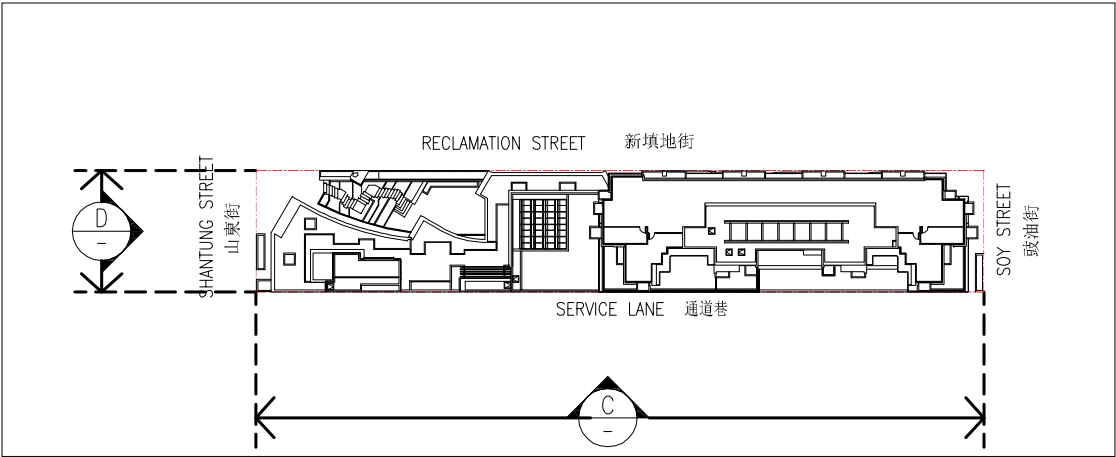 RECLAMATION STREET 新填地街
SHANTUNG STREET
山東街
D
-
SOY STREET
豉油街
SERVICE LANE 通道巷
C
-